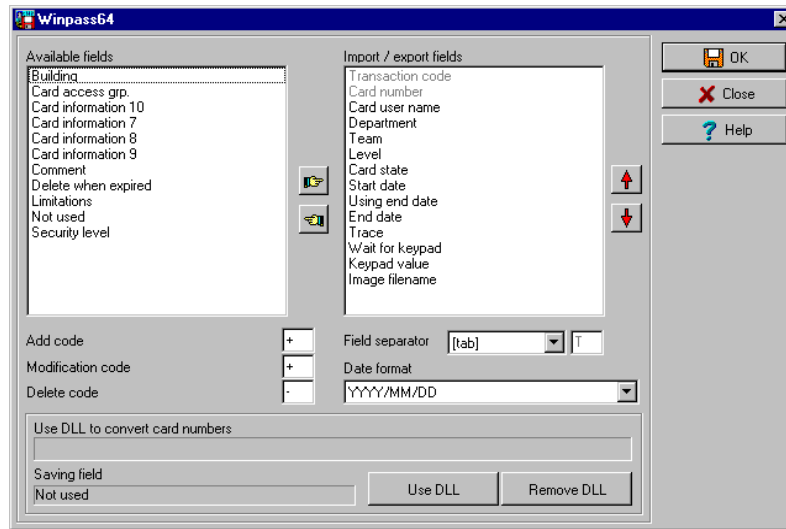 Winpass64
Available fields
Building
Card access grp.
Card information 10
Card information 7
Card information 8
Card information 9
Comment
Delete when expired
Limitations
Not used
Security level
Import / export fields
Transaction code
Card number
Card user name
Department
Team
Level
Card state
Start date
Using end date
End date
Trace
Wait for keypad
Keypad value
Image filename
OK
Close
Help
Add code +
Modification code +
Delete code -
Field separator [tab] T
Date format
YYYY/MM/DD
Use DLL to convert card numbers
Saving field
Not used
Use DLL
Remove DLL